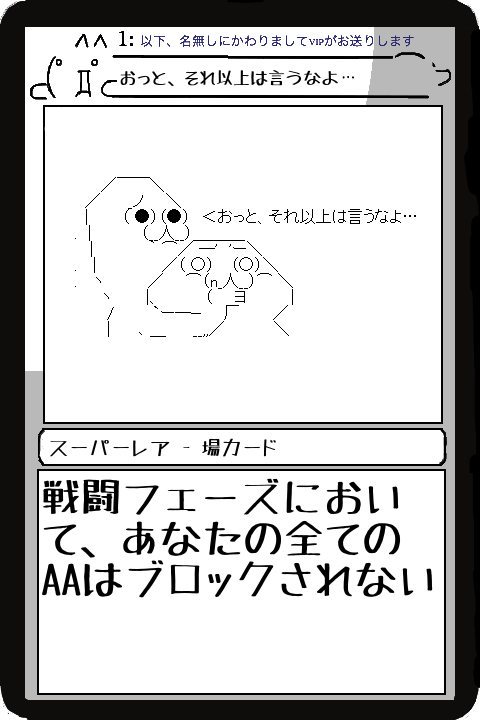 1: 以下、名無しにかわりましてVIPがお送りします
おっと、それ以上は言うなよ…
<おっと、それ以上は言うなよ…
スーパーレア - 場カード
戦闘フェーズにおい
て、あなたの全ての
AAはブロックされない